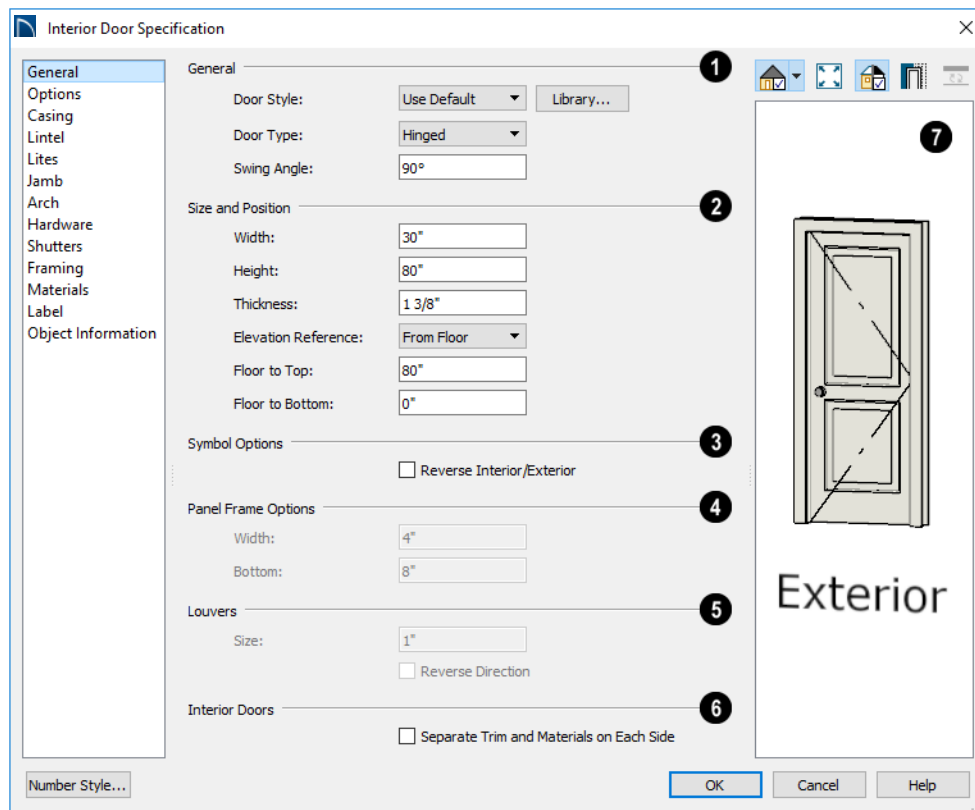 Interior Door Specification
General
Options
Casing
Lintel
Lites
Jamb
Arch
Hardware
Shutters
Framing
Materials
Label
Object Information
General 1
Door Style: Use Default Library...
Door Type: Hinged
Swing Angle: 90°
Size and Position 2
Width: 30"
Height: 80"
Thickness: 1 3/8"
Elevation Reference: From Floor
Floor to Top: 80"
Floor to Bottom: 0"
Symbol Options 3
Reverse Interior/Exterior
Panel Frame Options 4
Width: 4"
Bottom: 8"
Louvers 5
Size: 1"
Reverse Direction
Interior Doors 6
Separate Trim and Materials on Each Side
7
Exterior
Number Style... OK Cancel Help